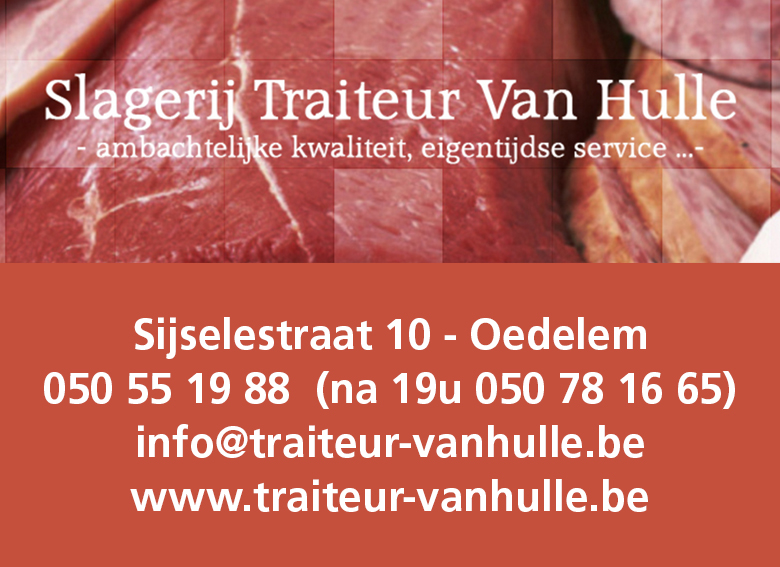 Slagerij Traiteur Van Hulle
- ambachtelijke kwaliteit, eigentijdse service ...-
Sijselestraat 10 - Oedelem
050 55 19 88 (na 19u 050 78 16 65)
info@traiteur-vanhulle.be
www.traiteur-vanhulle.be